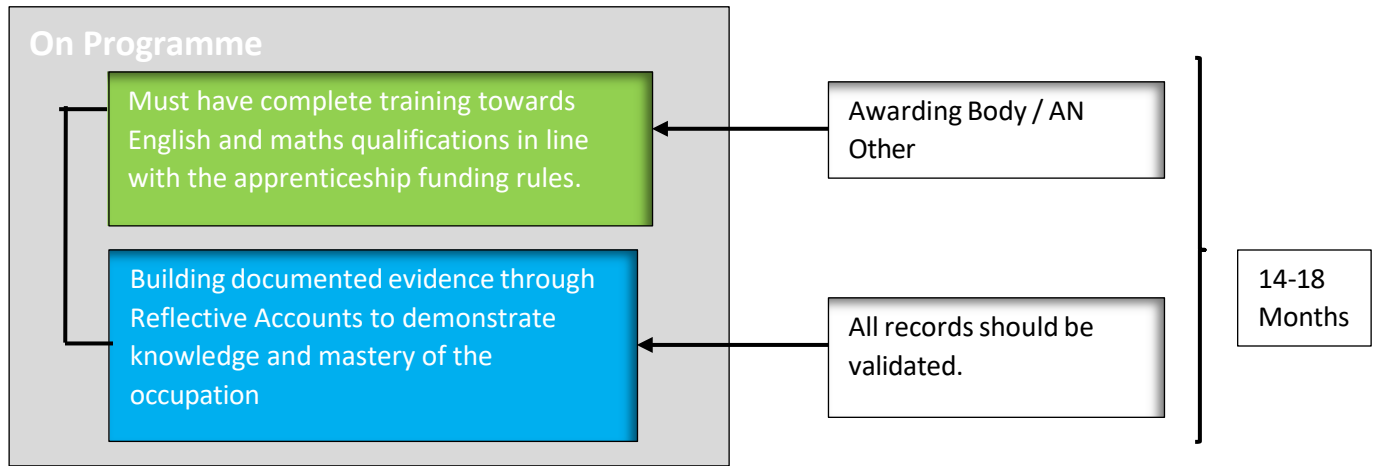 On Programme
Must have complete training towards
English and maths qualifications in line
with the apprenticeship funding rules.
Awarding Body / AN
Other
Building documented evidence through
Reflective Accounts to demonstrate
knowledge and mastery of the
occupation
All records should be
validated.
14-18
Months